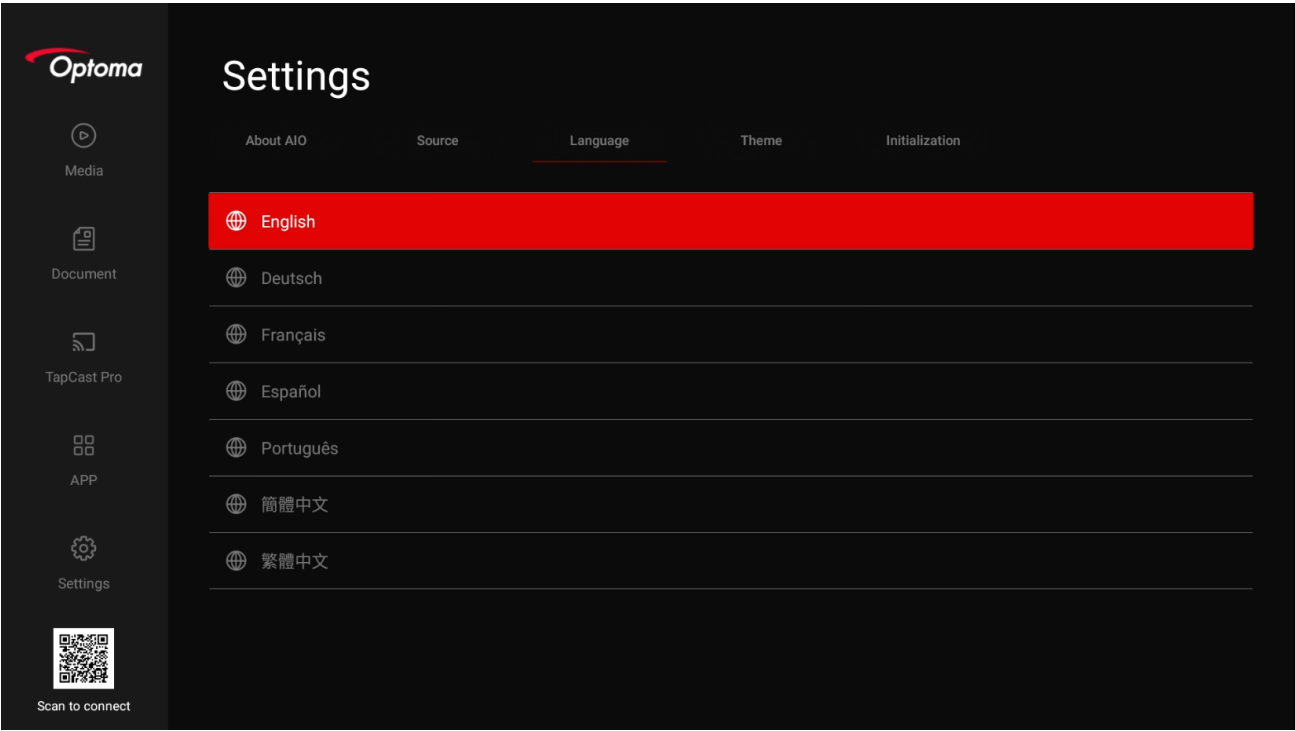 Optoma
Settings
About AIO Source Language Theme Initialization
Media
Document
TapCast Pro
APP
Settings
Scan to connect
English
Deutsch
Français
Español
Português
簡體中文
繁體中文